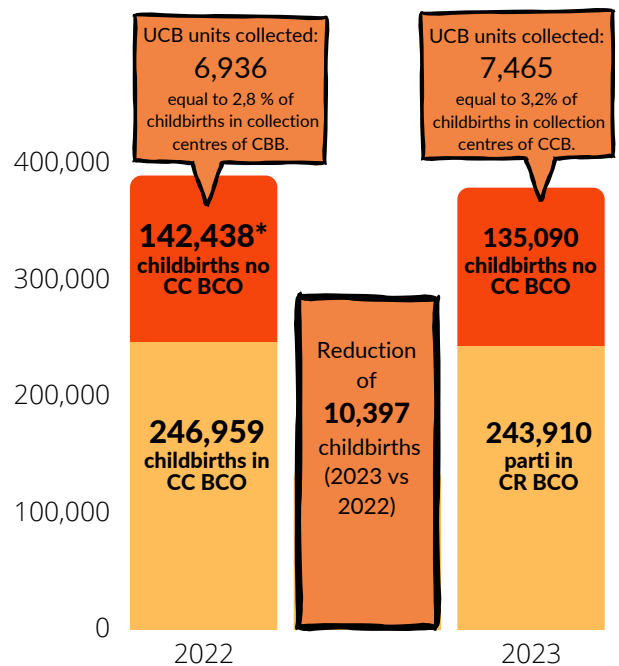 UCB units collected:
6,936
equal to 2,8 % of
childbirths in collection
centres of CBB.
UCB units collected:
7,465
equal to 3,2% of
childbirths in collection
centres of CCB.
400,000
300,000
200,000
100,000
0
142,438*
childbirths no
CC BCO
246,959
childbirths in
CC BCO
Reduction
of
10,397
childbirths
(2023 vs
2022)
135,090
childbirths no
CC BCO
243,910
parti in
CR BCO
2022
2023